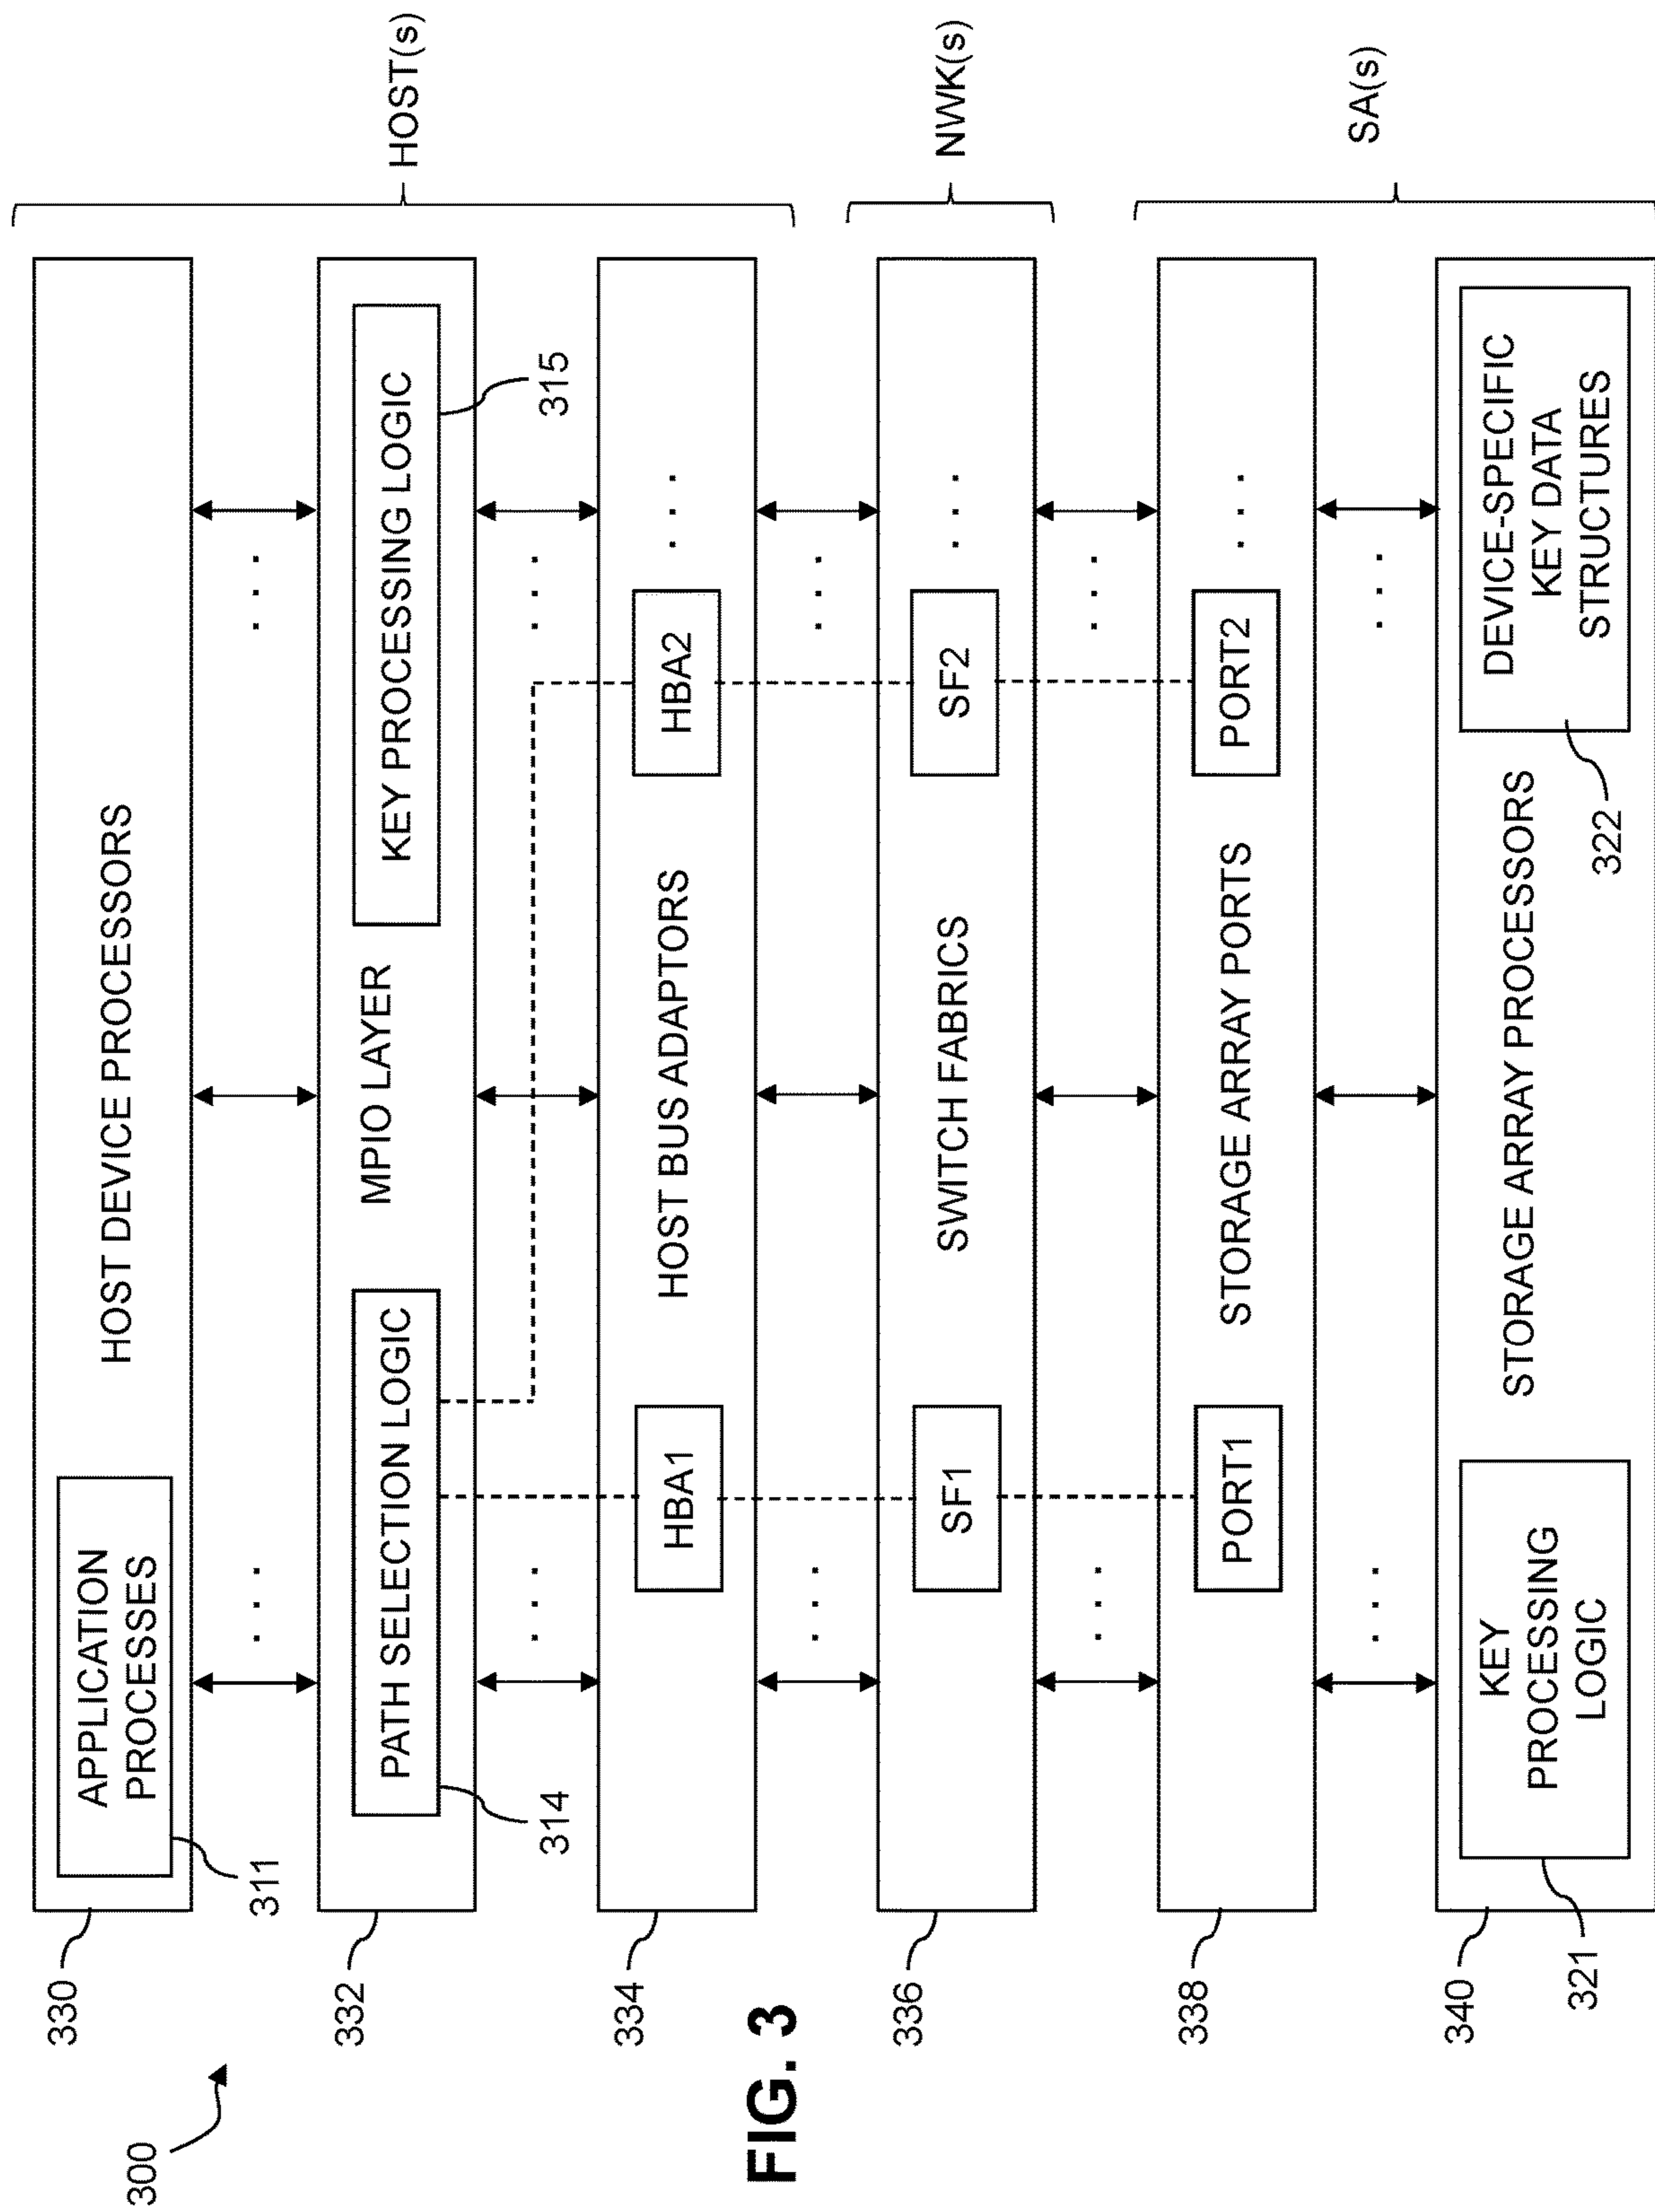 300
330
APPLICATION
PROCESSES
311
HOST DEVICE PROCESSORS
HOST(s)
332
PATH SELECTION LOGIC
314
MPIO LAYER
KEY PROCESSING LOGIC
315
334
HBA1
HOST BUS ADAPTORS
HBA2
. . .
336
SF1
SWITCH FABRICS
SF2
. . .
NWK(s)
338
PORT1
STORAGE ARRAY PORTS
PORT2
. . .
SA(s)
340
KEY
PROCESSING
LOGIC
321
STORAGE ARRAY PROCESSORS
DEVICE-SPECIFIC
KEY DATA
STRUCTURES
322
FIG. 3